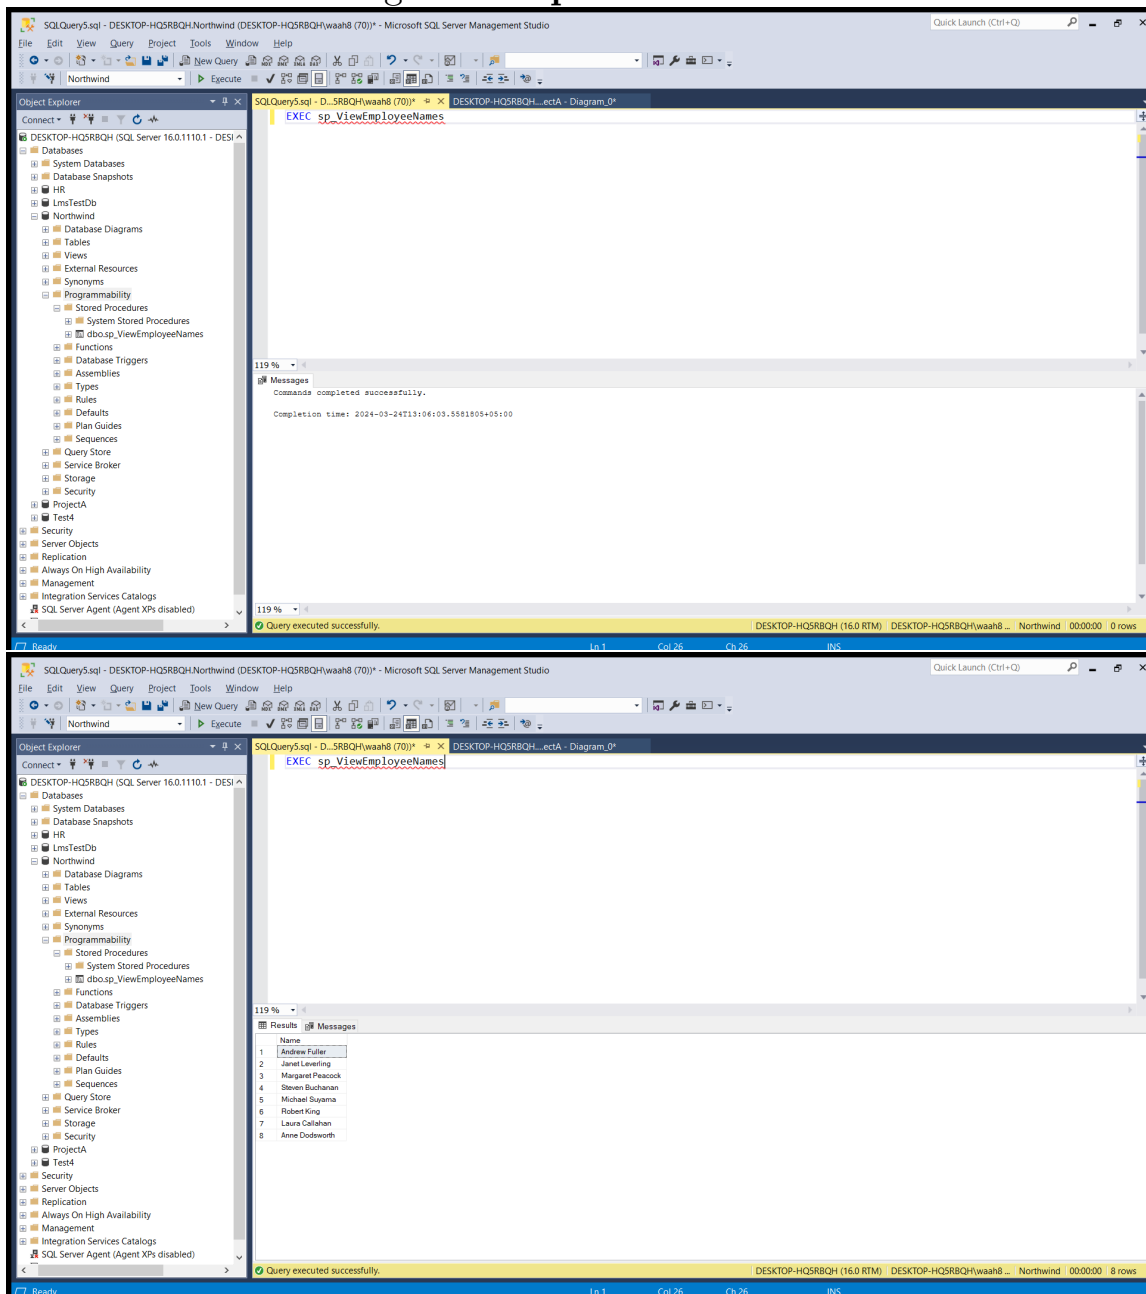 SQLQuery5.sql - DESKTOP-HQ5RBQH.Northwind (DESKTOP-HQ5RBQH\waah8 (70))* - Microsoft SQL Server Management Studio
Quick Launch (Ctrl+Q)
File Edit View Query Project Tools Window Help
New Query
Northwind
Execute
Object Explorer
SQLQuery5.sql - D...5RBQH\waah8 (70))*
DESKTOP-HQ5RBQH....ectA - Diagram_0*
Connect
EXEC sp_ViewEmployeeNames
DESKTOP-HQ5RBQH (SQL Server 16.0.1110.1 - DESI
Databases
System Databases
Database Snapshots
HR
LmsTestDb
Northwind
Database Diagrams
Tables
Views
External Resources
Synonyms
Programmability
Stored Procedures
System Stored Procedures
dbo.sp_ViewEmployeeNames
Functions
Database Triggers
Assemblies
Types
Rules
Defaults
Plan Guides
Sequences
Query Store
Service Broker
Storage
Security
ProjectA
Test4
Security
Server Objects
Replication
Always On High Availability
Management
Integration Services Catalogs
SQL Server Agent (Agent XPs disabled)
119 %
Messages
Commands completed successfully.
Completion time: 2024-03-24T13:06:03.5581805+05:00
119 %
Query executed successfully.
DESKTOP-HQ5RBQH (16.0 RTM)
DESKTOP-HQ5RBQH\waah8 ...
Northwind
00:00:00
0 rows
Ready
Ln 1
Col 26
Ch 26
INS
SQLQuery5.sql - DESKTOP-HQ5RBQH.Northwind (DESKTOP-HQ5RBQH\waah8 (70))* - Microsoft SQL Server Management Studio
Quick Launch (Ctrl+Q)
File Edit View Query Project Tools Window Help
New Query
Northwind
Execute
Object Explorer
SQLQuery5.sql - D...5RBQH\waah8 (70))*
DESKTOP-HQ5RBQH....ectA - Diagram_0*
Connect
EXEC sp_ViewEmployeeNames
DESKTOP-HQ5RBQH (SQL Server 16.0.1110.1 - DESI
Databases
System Databases
Database Snapshots
HR
LmsTestDb
Northwind
Database Diagrams
Tables
Views
External Resources
Synonyms
Programmability
Stored Procedures
System Stored Procedures
dbo.sp_ViewEmployeeNames
Functions
Database Triggers
Assemblies
Types
Rules
Defaults
Plan Guides
Sequences
Query Store
Service Broker
Storage
Security
ProjectA
Test4
Security
Server Objects
Replication
Always On High Availability
Management
Integration Services Catalogs
SQL Server Agent (Agent XPs disabled)
119 %
Results Messages
Name
1 Andrew Fuller
2 Janet Leverling
3 Margaret Peacock
4 Steven Buchanan
5 Michael Suyama
6 Robert King
7 Laura Callahan
8 Anne Dodsworth
Query executed successfully.
DESKTOP-HQ5RBQH (16.0 RTM)
DESKTOP-HQ5RBQH\waah8 ...
Northwind
00:00:00
8 rows
Ready
Ln 1
Col 26
Ch 26
INS